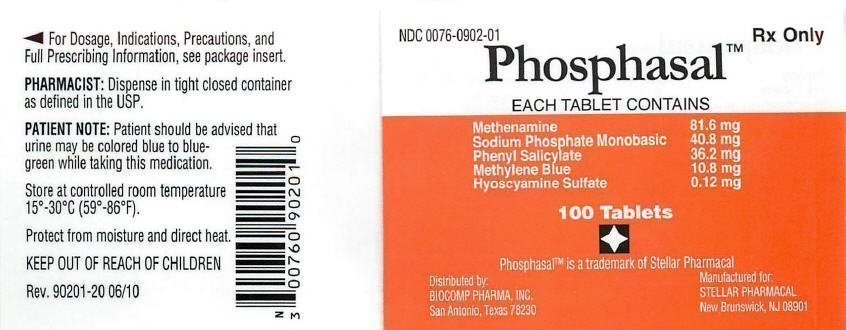 ◄ For Dosage, Indications, Precautions, and
Full Prescribing Information, see package insert.
PHARMACIST: Dispense in tight closed container
as defined in the USP.
PATIENT NOTE: Patient should be advised that
urine may be colored blue to blue-
green while taking this medication.
Store at controlled room temperature
15°-30°C (59°-86°F).
Protect from moisture and direct heat.
KEEP OUT OF REACH OF CHILDREN
Rev. 90201-20 06/10
N 3 00760 90201 0
NDC 0076-0902-01
Rx Only
Phosphasal™
EACH TABLET CONTAINS
Methenamine 81.6 mg
Sodium Phosphate Monobasic 40.8 mg
Phenyl Salicylate 36.2 mg
Methylene Blue 10.8 mg
Hyoscyamine Sulfate 0.12 mg
100 Tablets
Phosphasal™ is a trademark of Stellar Pharmacal
Distributed by:
BIOCOMP PHARMA, INC.
San Antonio, Texas 78230
Manufactured for:
STELLAR PHARMACAL
New Brunswick, NJ 08901